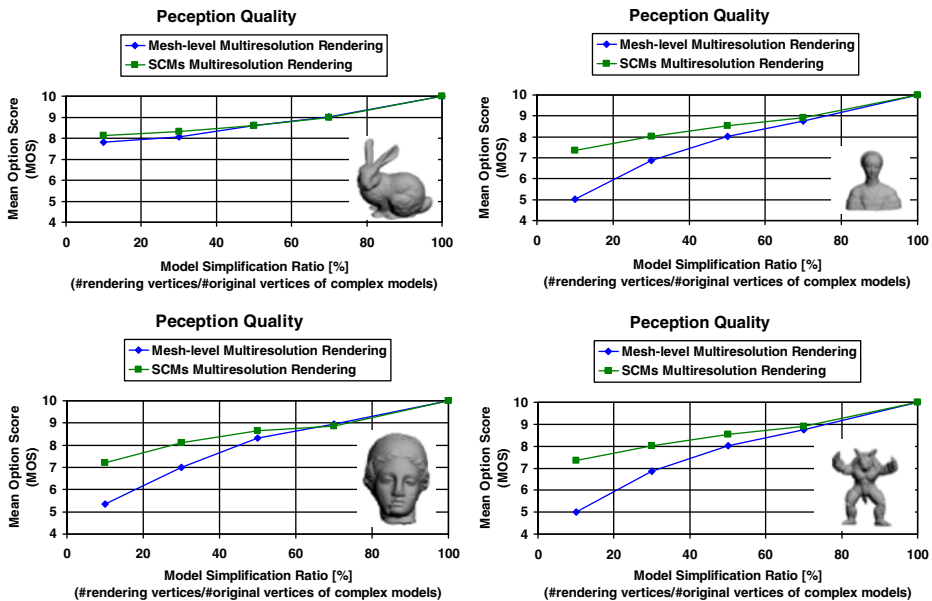 Peception Quality
Mesh-level Multiresolution Rendering
SCMs Multiresolution Rendering
Mean Option Score
(MOS)
10
9
8
7
6
5
4
0 20 40 60 80 100
Model Simplification Ratio [%]
(#rendering vertices/#original vertices of complex models)
Peception Quality
Mesh-level Multiresolution Rendering
SCMs Multiresolution Rendering
Mean Option Score
(MOS)
10
9
8
7
6
5
4
0 20 40 60 80 100
Model Simplification Ratio [%]
(#rendering vertices/#original vertices of complex models)
Peception Quality
Mesh-level Multiresolution Rendering
SCMs Multiresolution Rendering
Mean Option Score
(MOS)
10
9
8
7
6
5
4
0 20 40 60 80 100
Model Simplification Ratio [%]
(#rendering vertices/#original vertices of complex models)
Peception Quality
Mesh-level Multiresolution Rendering
SCMs Multiresolution Rendering
Mean Option Score
(MOS)
10
9
8
7
6
5
4
0 20 40 60 80 100
Model Simplification Ratio [%]
(#rendering vertices/#original vertices of complex models)